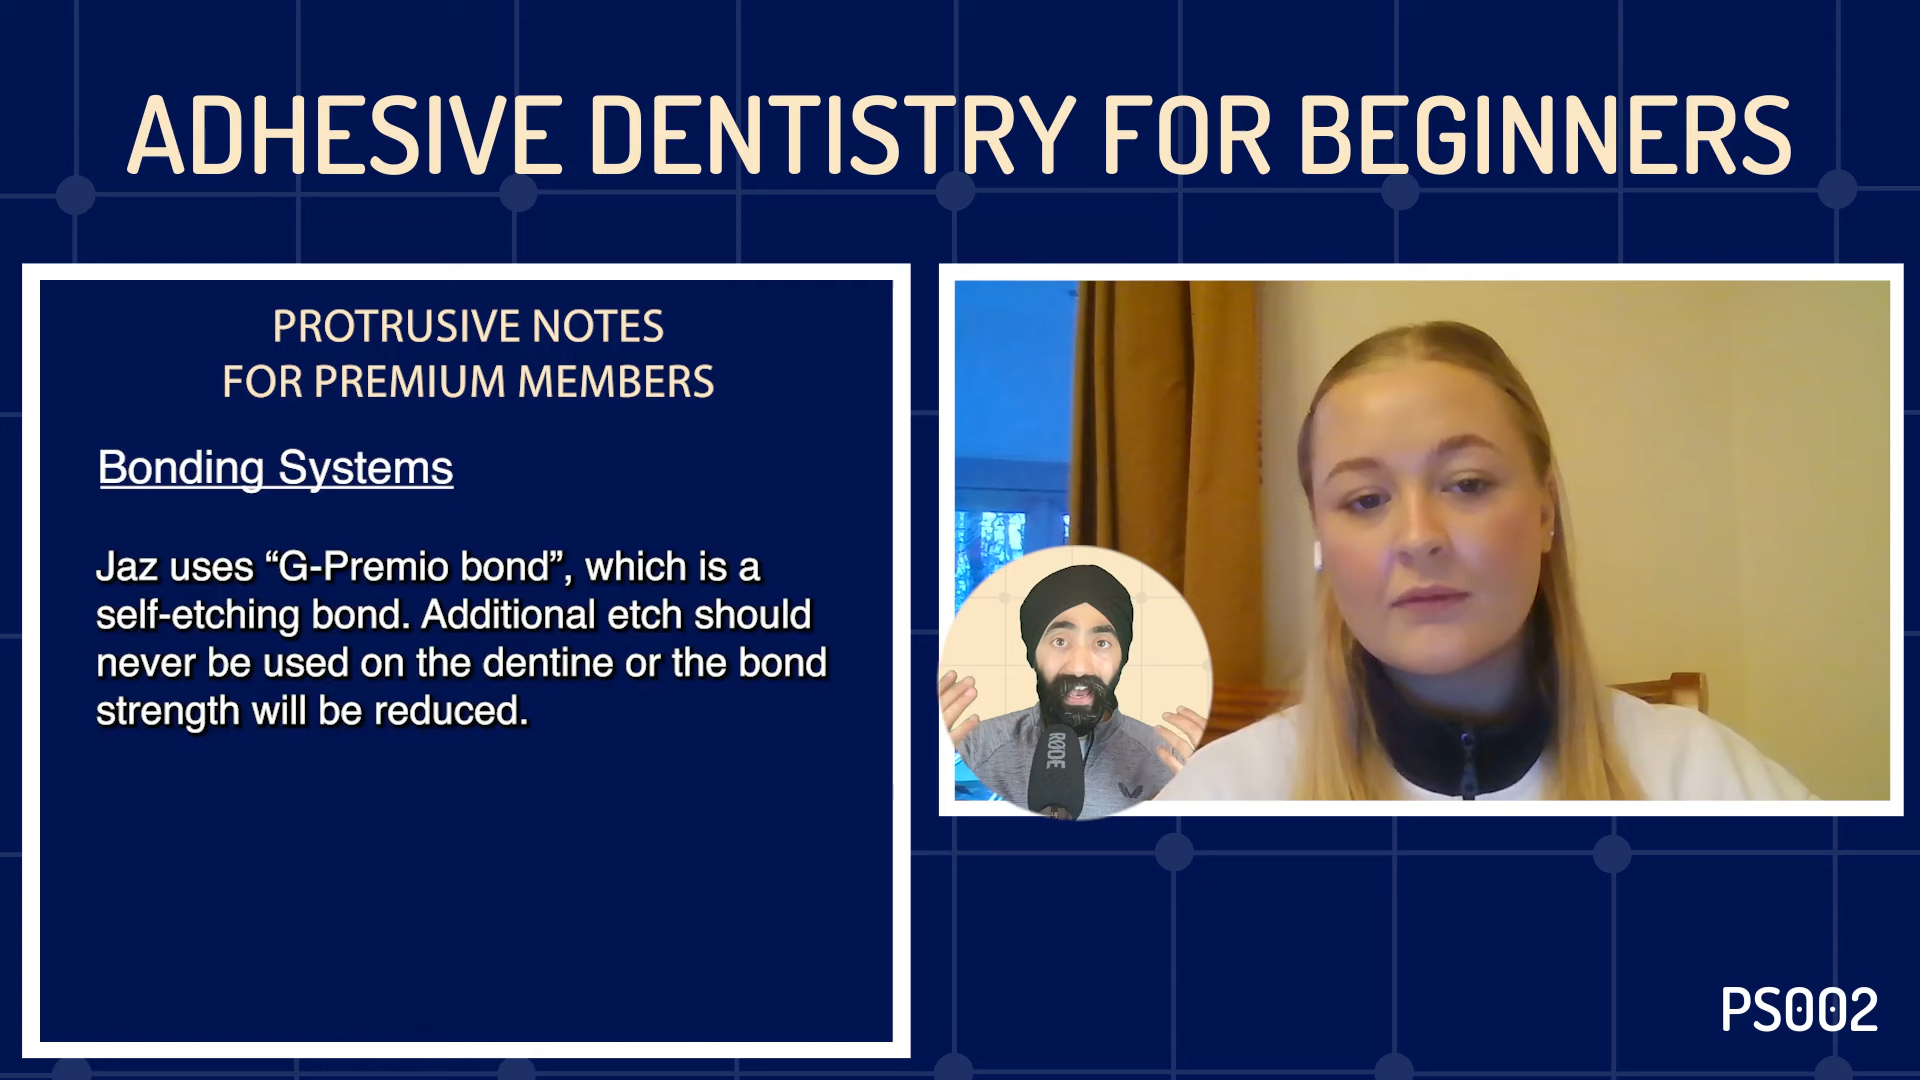 ADHESIVE DENTISTRY FOR BEGINNERS
PROTRUSIVE NOTES
FOR PREMIUM MEMBERS
Bonding Systems
Jaz uses “G-Premio bond”, which is a
self-etching bond. Additional etch should
never be used on the dentine or the bond
strength will be reduced.
RØDE
PS002